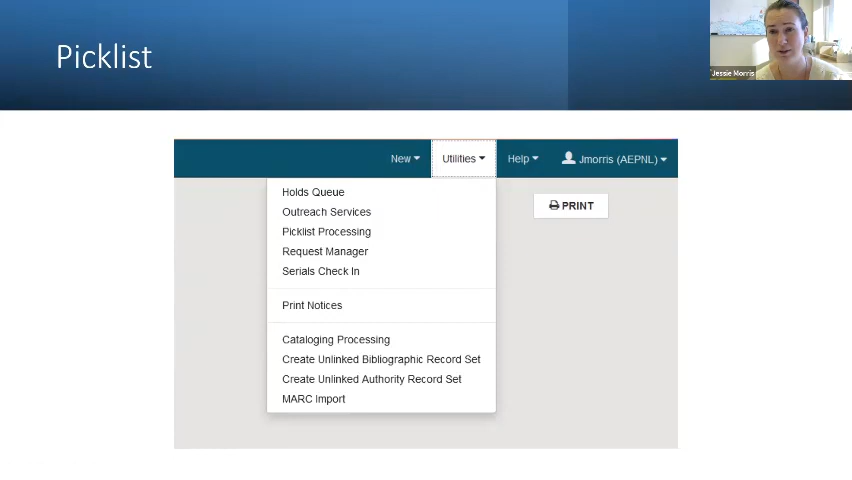 Picklist
Jessie Morris
New Utilities Help Jmorris (AEPNL)
Holds Queue
PRINT
Outreach Services
Picklist Processing
Request Manager
Serials Check In
Print Notices
Cataloging Processing
Create Unlinked Bibliographic Record Set
Create Unlinked Authority Record Set
MARC Import